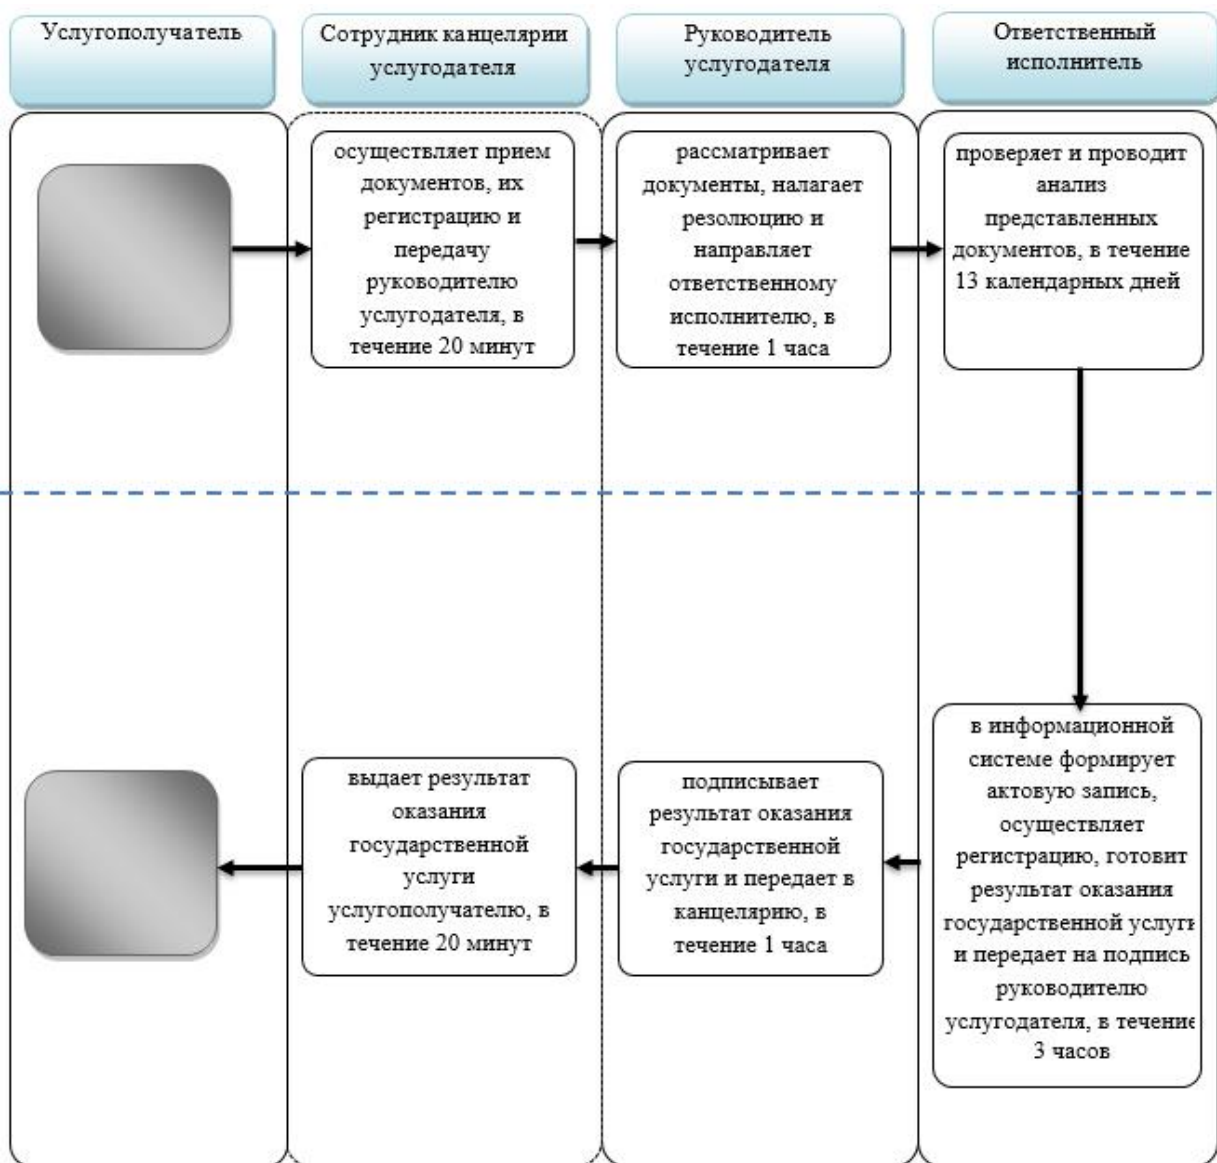 Услугополучатель
Сотрудник канцелярии
услугодателя
Руководитель
услугодателя
Ответственный
исполнитель
осуществляет прием
документов, их
регистрацию и
передачу
руководителю
услугодателя, в
течение 20 минут
рассматривает
документы, налагает
резолюцию и
направляет
ответственному
исполнителю, в
течение 1 часа
проверяет и проводит
анализ
представленных
документов, в течение
13 календарных дней
в информационной
системе формирует
актовую запись,
осуществляет
регистрацию, готовит
результат оказания
государственной услуги
и передает на подпись
руководителю
услугодателя, в течение
3 часов
подписывает
результат оказания
государственной
услуги и передает в
канцелярию, в
течение 1 часа
выдает результат
оказания
государственной
услуги
услугополучателю, в
течение 20 минут